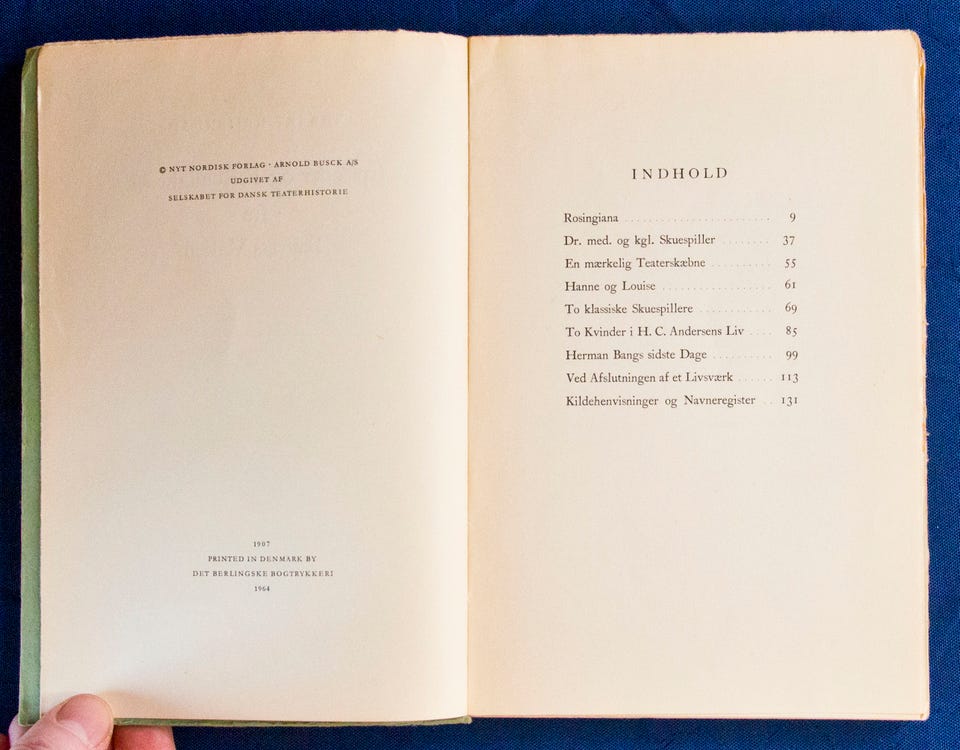 © NYT NORDISK FORLAG · ARNOLD BUSCK A/S
UDGIVET AF
SELSKABET FOR DANSK TEATERHISTORIE
1907
PRINTED IN DENMARK BY
DET BERLINGSKE BOGTRYKKERI
1964
INDHOLD
Rosingiana 9
Dr. med. og kgl. Skuespiller 37
En mærkelig Teaterskæbne 55
Hanne og Louise 61
To klassiske Skuespillere 69
To Kvinder i H. C. Andersens Liv 85
Herman Bangs sidste Dage 99
Ved Afslutningen af et Livsværk 113
Kildehenvisninger og Navneregister 131